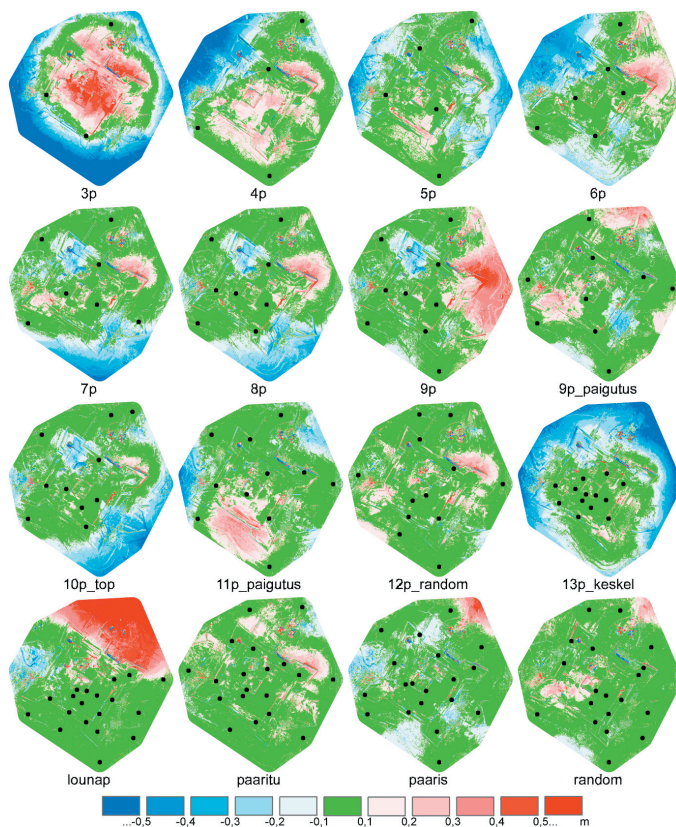 3p 4p 5p 6p
7p 8p 9p 9p_paigutus
10p_top 11p_paigutus 12p_random 13p_keskel
lounap paaritu paaris random
...-0,5 -0,4 -0,3 -0,2 -0,1 0,1 0,2 0,3 0,4 0,5... m